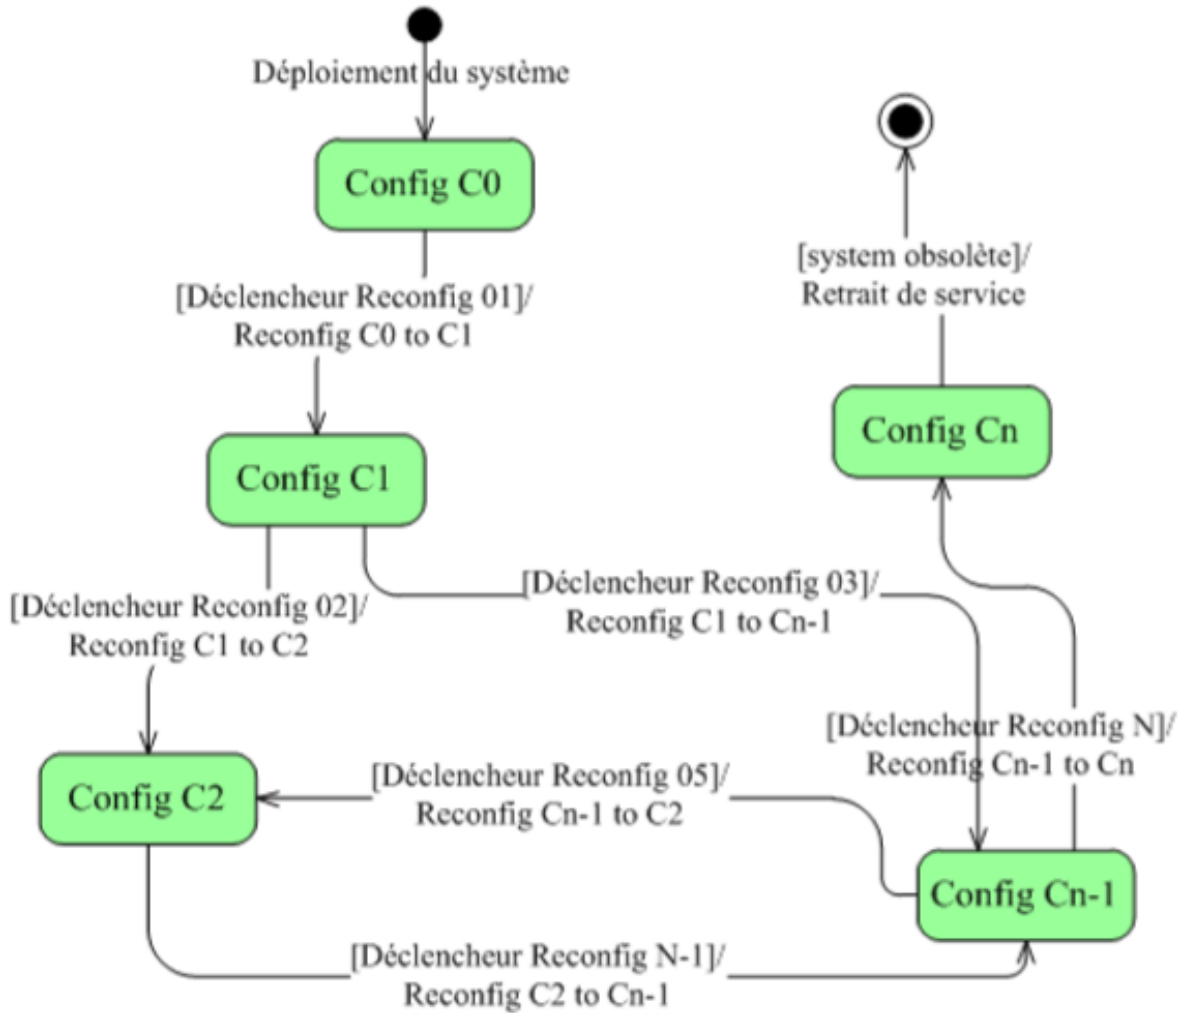 Déploiement du système
Config C0
[system obsolète]/
Retrait de service
[Déclencheur Reconfig 01]/
Reconfig C0 to C1
Config Cn
Config C1
[Déclencheur Reconfig 03]/
Reconfig C1 to Cn-1
[Déclencheur Reconfig 02]/
Reconfig C1 to C2
[Déclencheur Reconfig N]/
Reconfig Cn-1 to Cn
[Déclencheur Reconfig 05]/
Reconfig Cn-1 to C2
Config C2
Config Cn-1
[Déclencheur Reconfig N-1]/
Reconfig C2 to Cn-1